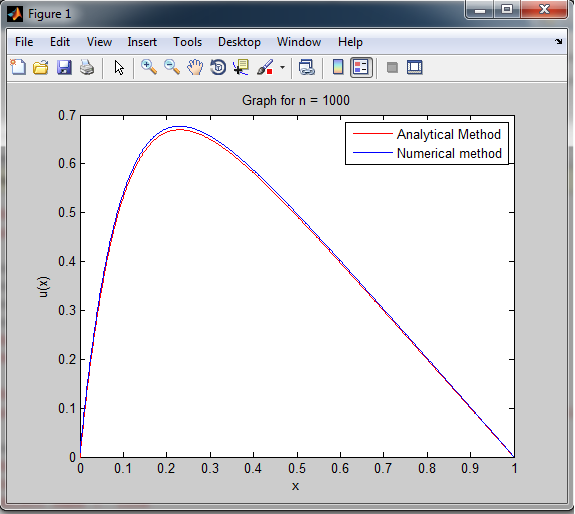 Figure 1
File Edit View Insert Tools Desktop Window Help
Graph for n = 1000
Analytical Method
Numerical method
0.7
0.6
0.5
0.4
0.3
0.2
0.1
0
u(x)
0 0.1 0.2 0.3 0.4 0.5 0.6 0.7 0.8 0.9 1
x